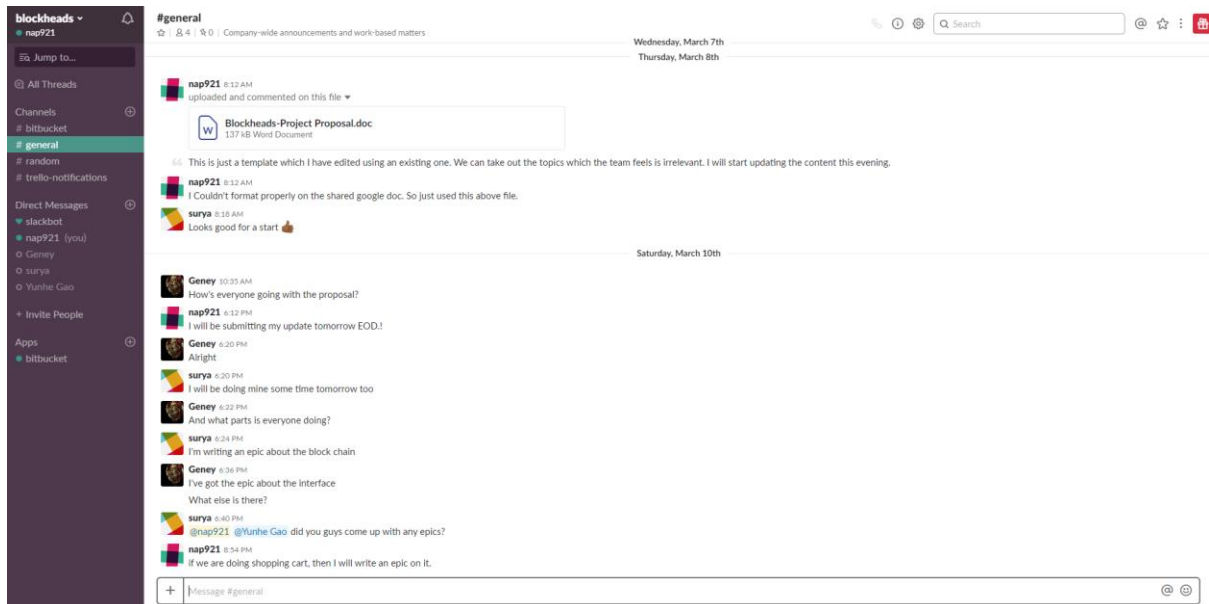 blockheads
nap921
Jump to...
All Threads
Channels
# bitbucket
# general
# random
# trello-notifications
Direct Messages
slackbot
nap921 (you)
Geney
surya
Yunhe Gao
+ Invite People
Apps
bitbucket
#general
4 | 0 | Company-wide announcements and work-based matters
Search
Wednesday, March 7th
Thursday, March 8th
nap921 8:12 AM
uploaded and commented on this file
W
Blockheads-Project Proposal.doc
137 kB Word Document
This is just a template which I have edited using an existing one. We can take out the topics which the team feels is irrelevant. I will start updating the content this evening.
nap921 8:12 AM
I Couldn't format properly on the shared google doc. So just used this above file.
surya 8:18 AM
Looks good for a start 👍🏾
Saturday, March 10th
Geney 10:35 AM
How's everyone going with the proposal?
nap921 6:12 PM
I will be submitting my update tomorrow EOD.!
Geney 6:20 PM
Alright
surya 6:20 PM
I will be doing mine some time tomorrow too
Geney 6:22 PM
And what parts is everyone doing?
surya 6:24 PM
I'm writing an epic about the block chain
Geney 6:36 PM
I've got the epic about the interface
What else is there?
surya 6:40 PM
@nap921 @Yunhe Gao did you guys come up with any epics?
nap921 8:54 PM
if we are doing shopping cart, then I will write an epic on it.
Message #general